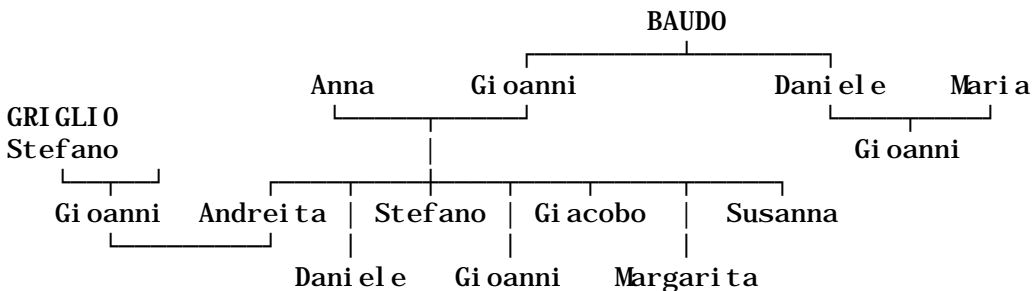 BAUDO
Anna Gioanni Daniele Maria
GRIGLIO
Stefano Gioanni
Gioanni Andreita Stefano Giacobo Susanna
Daniele Gioanni Margarita